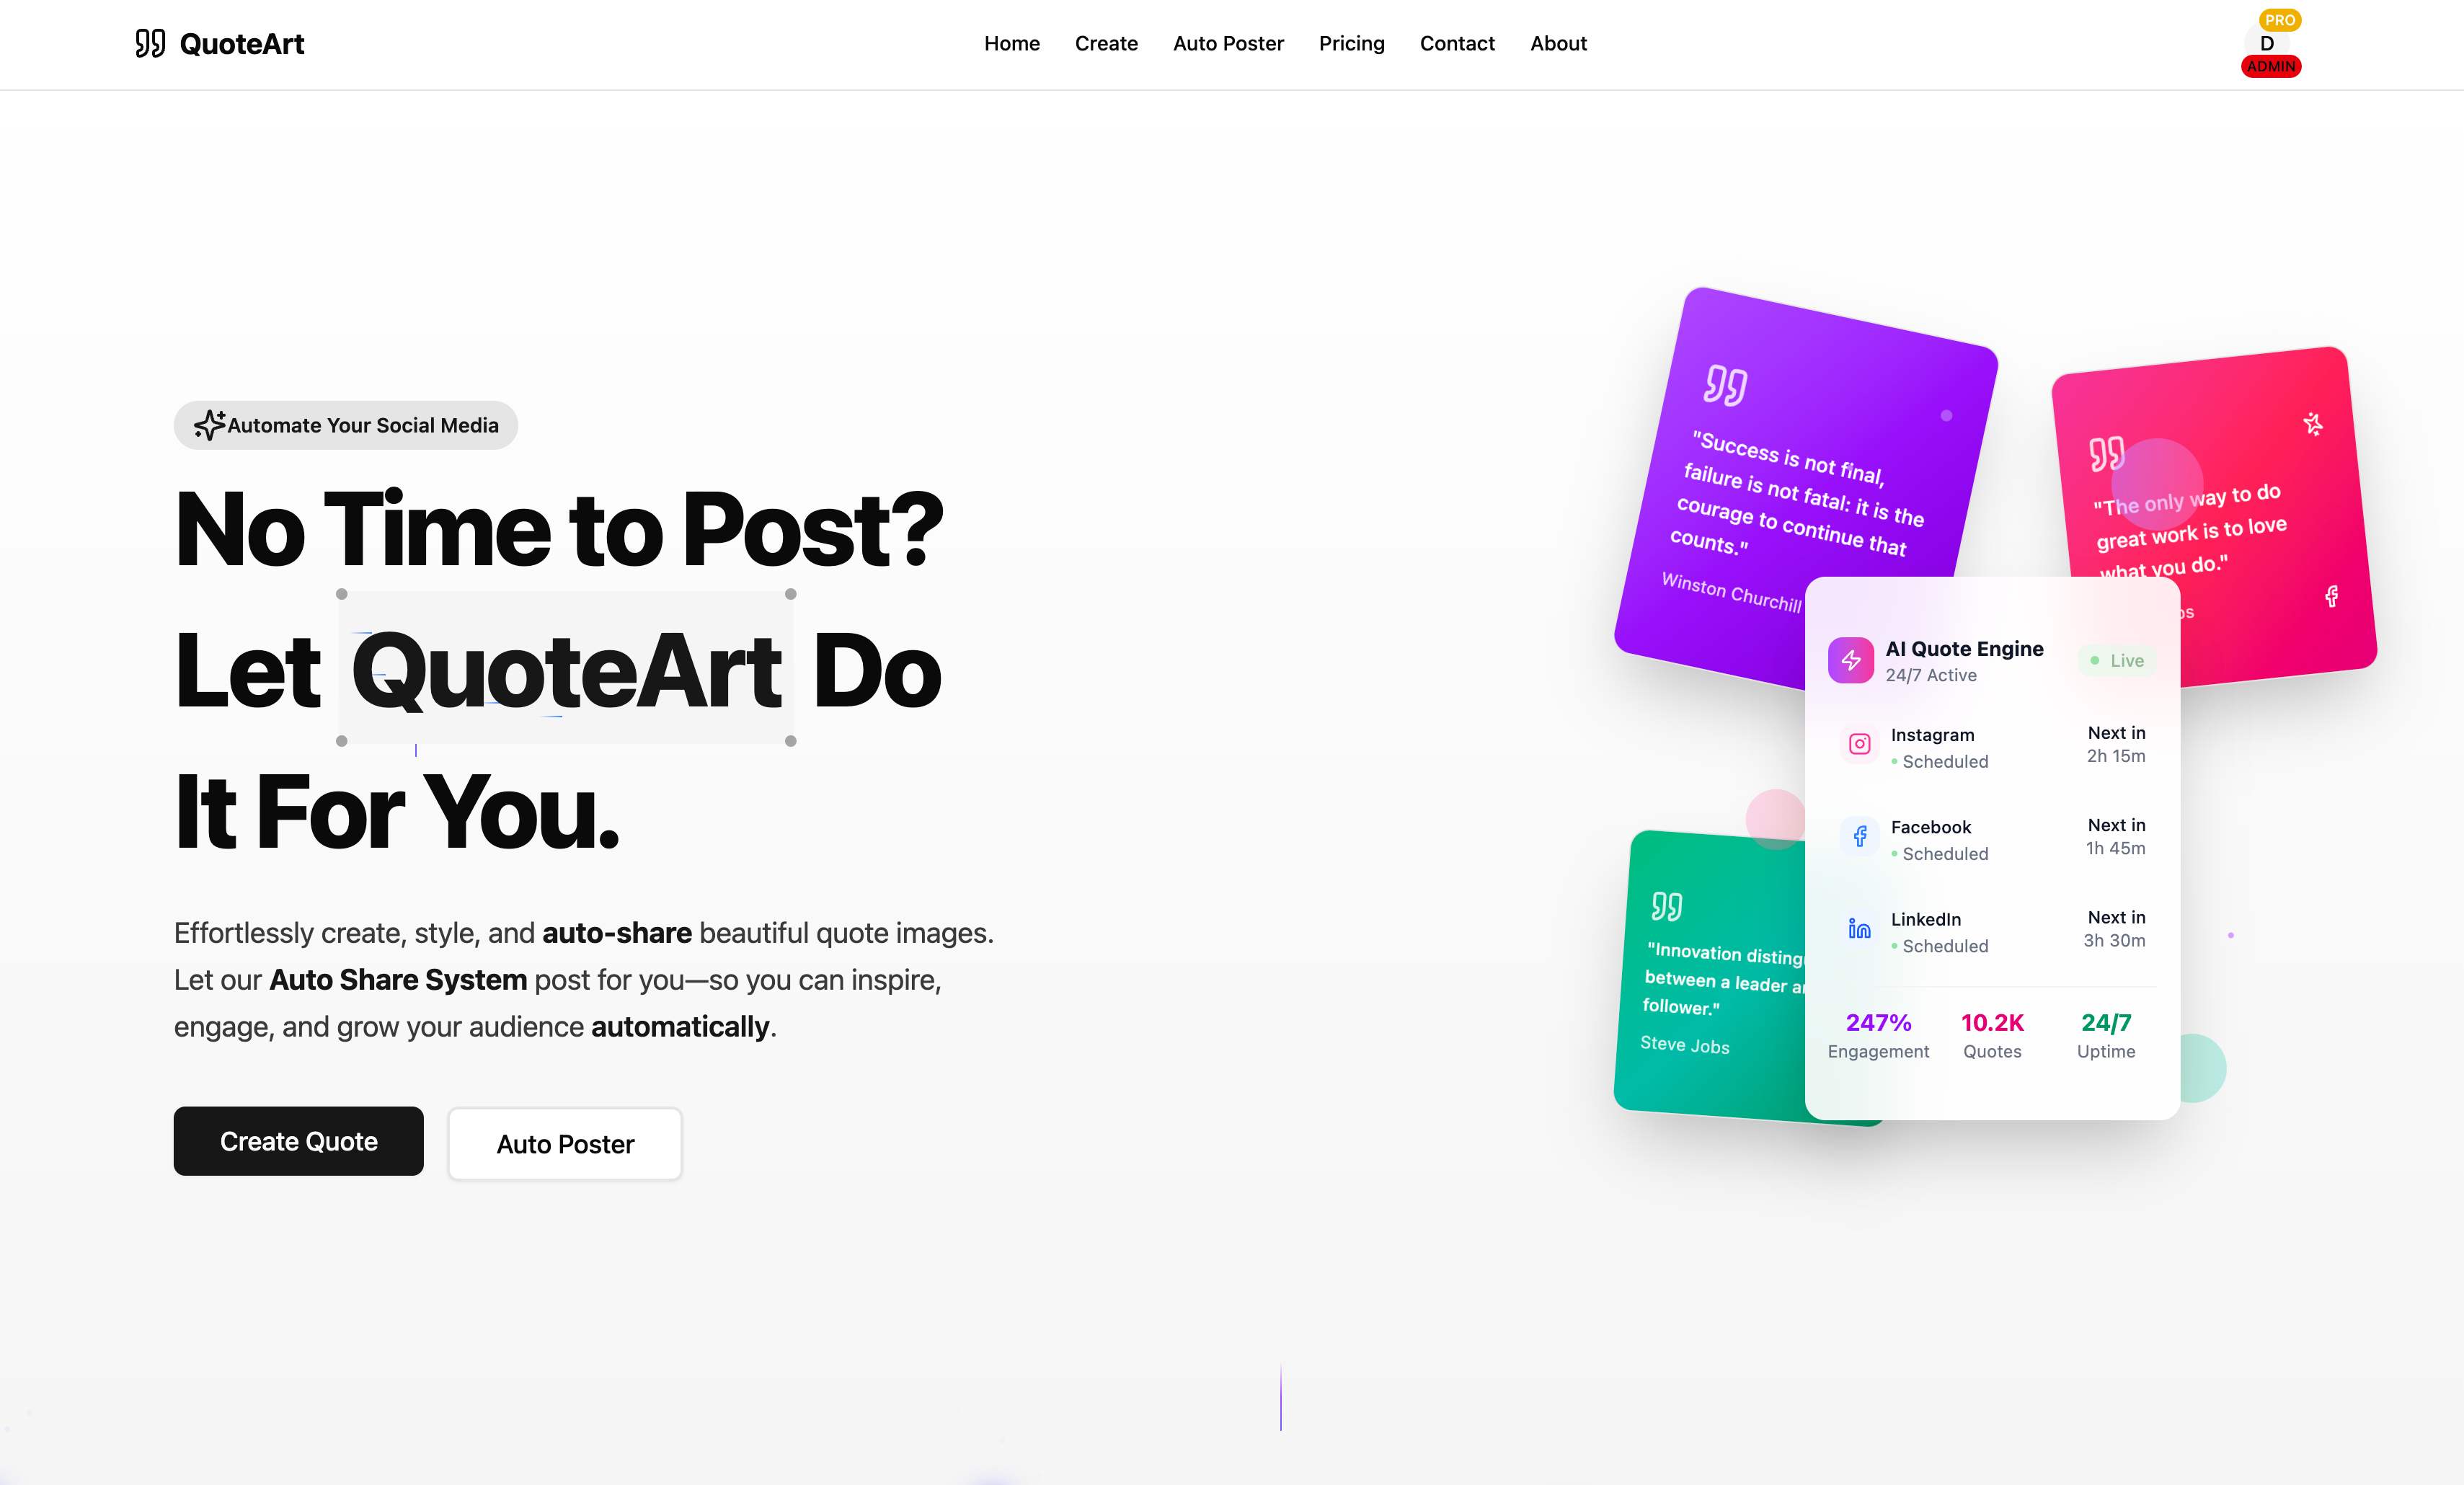 QuoteArt
Home
Create
Auto Poster
Pricing
Contact
About
PRO
D
ADMIN
Automate Your Social Media
No Time to Post?
Let QuoteArt Do
It For You.
Effortlessly create, style, and auto-share beautiful quote images.
Let our Auto Share System post for you—so you can inspire,
engage, and grow your audience automatically.
Create Quote
Auto Poster
"Success is not final,
failure is not fatal: it is the
courage to continue that
counts."
Winston Churchill
"The only way to do
great work is to love
what you do."
"Innovation
between a leader
follower."
Steve Jobs
AI Quote Engine
24/7 Active
Live
Instagram
Scheduled
Next in
2h 15m
Facebook
Scheduled
Next in
1h 45m
LinkedIn
Scheduled
Next in
3h 30m
247%
Engagement
10.2K
Quotes
24/7
Uptime